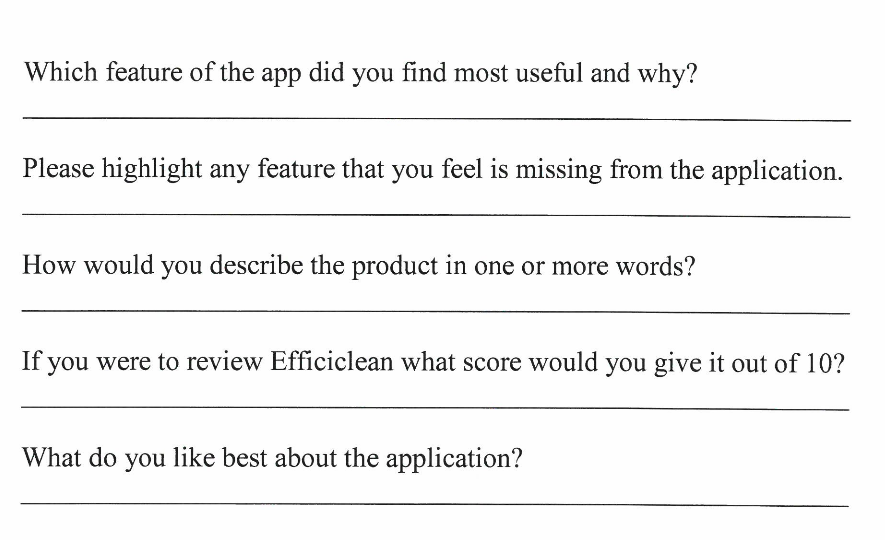 Which feature of the app did you find most useful and why?
Please highlight any feature that you feel is missing from the application.
How would you describe the product in one or more words?
If you were to review Efficiclean what score would you give it out of 10?
What do you like best about the application?